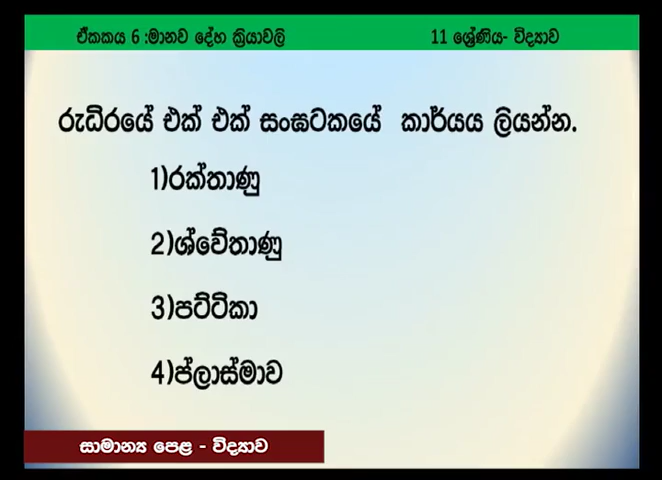 ඒකකය 6 :මානව දේහ ක්‍රියාවලි
11 ශ්‍රේණිය- විද්‍යාව
රුධිරයේ එක් එක් සංඝටකයේ කාර්යය ලියන්න.
1)රක්තාණු
2)ශ්වේතාණු
3)පට්ටිකා
4)ප්ලාස්මාව
සාමාන්‍ය පෙළ - විද්‍යාව